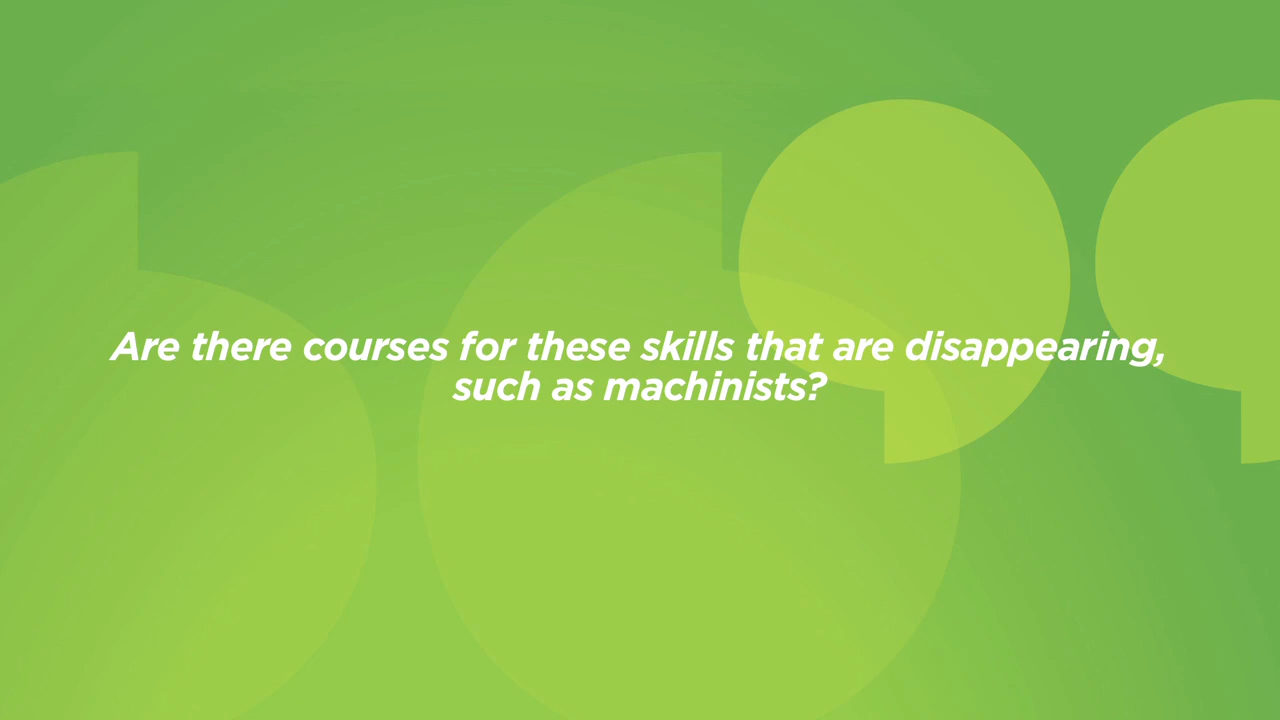 Are there courses for these skills that are disappearing,
such as machinists?